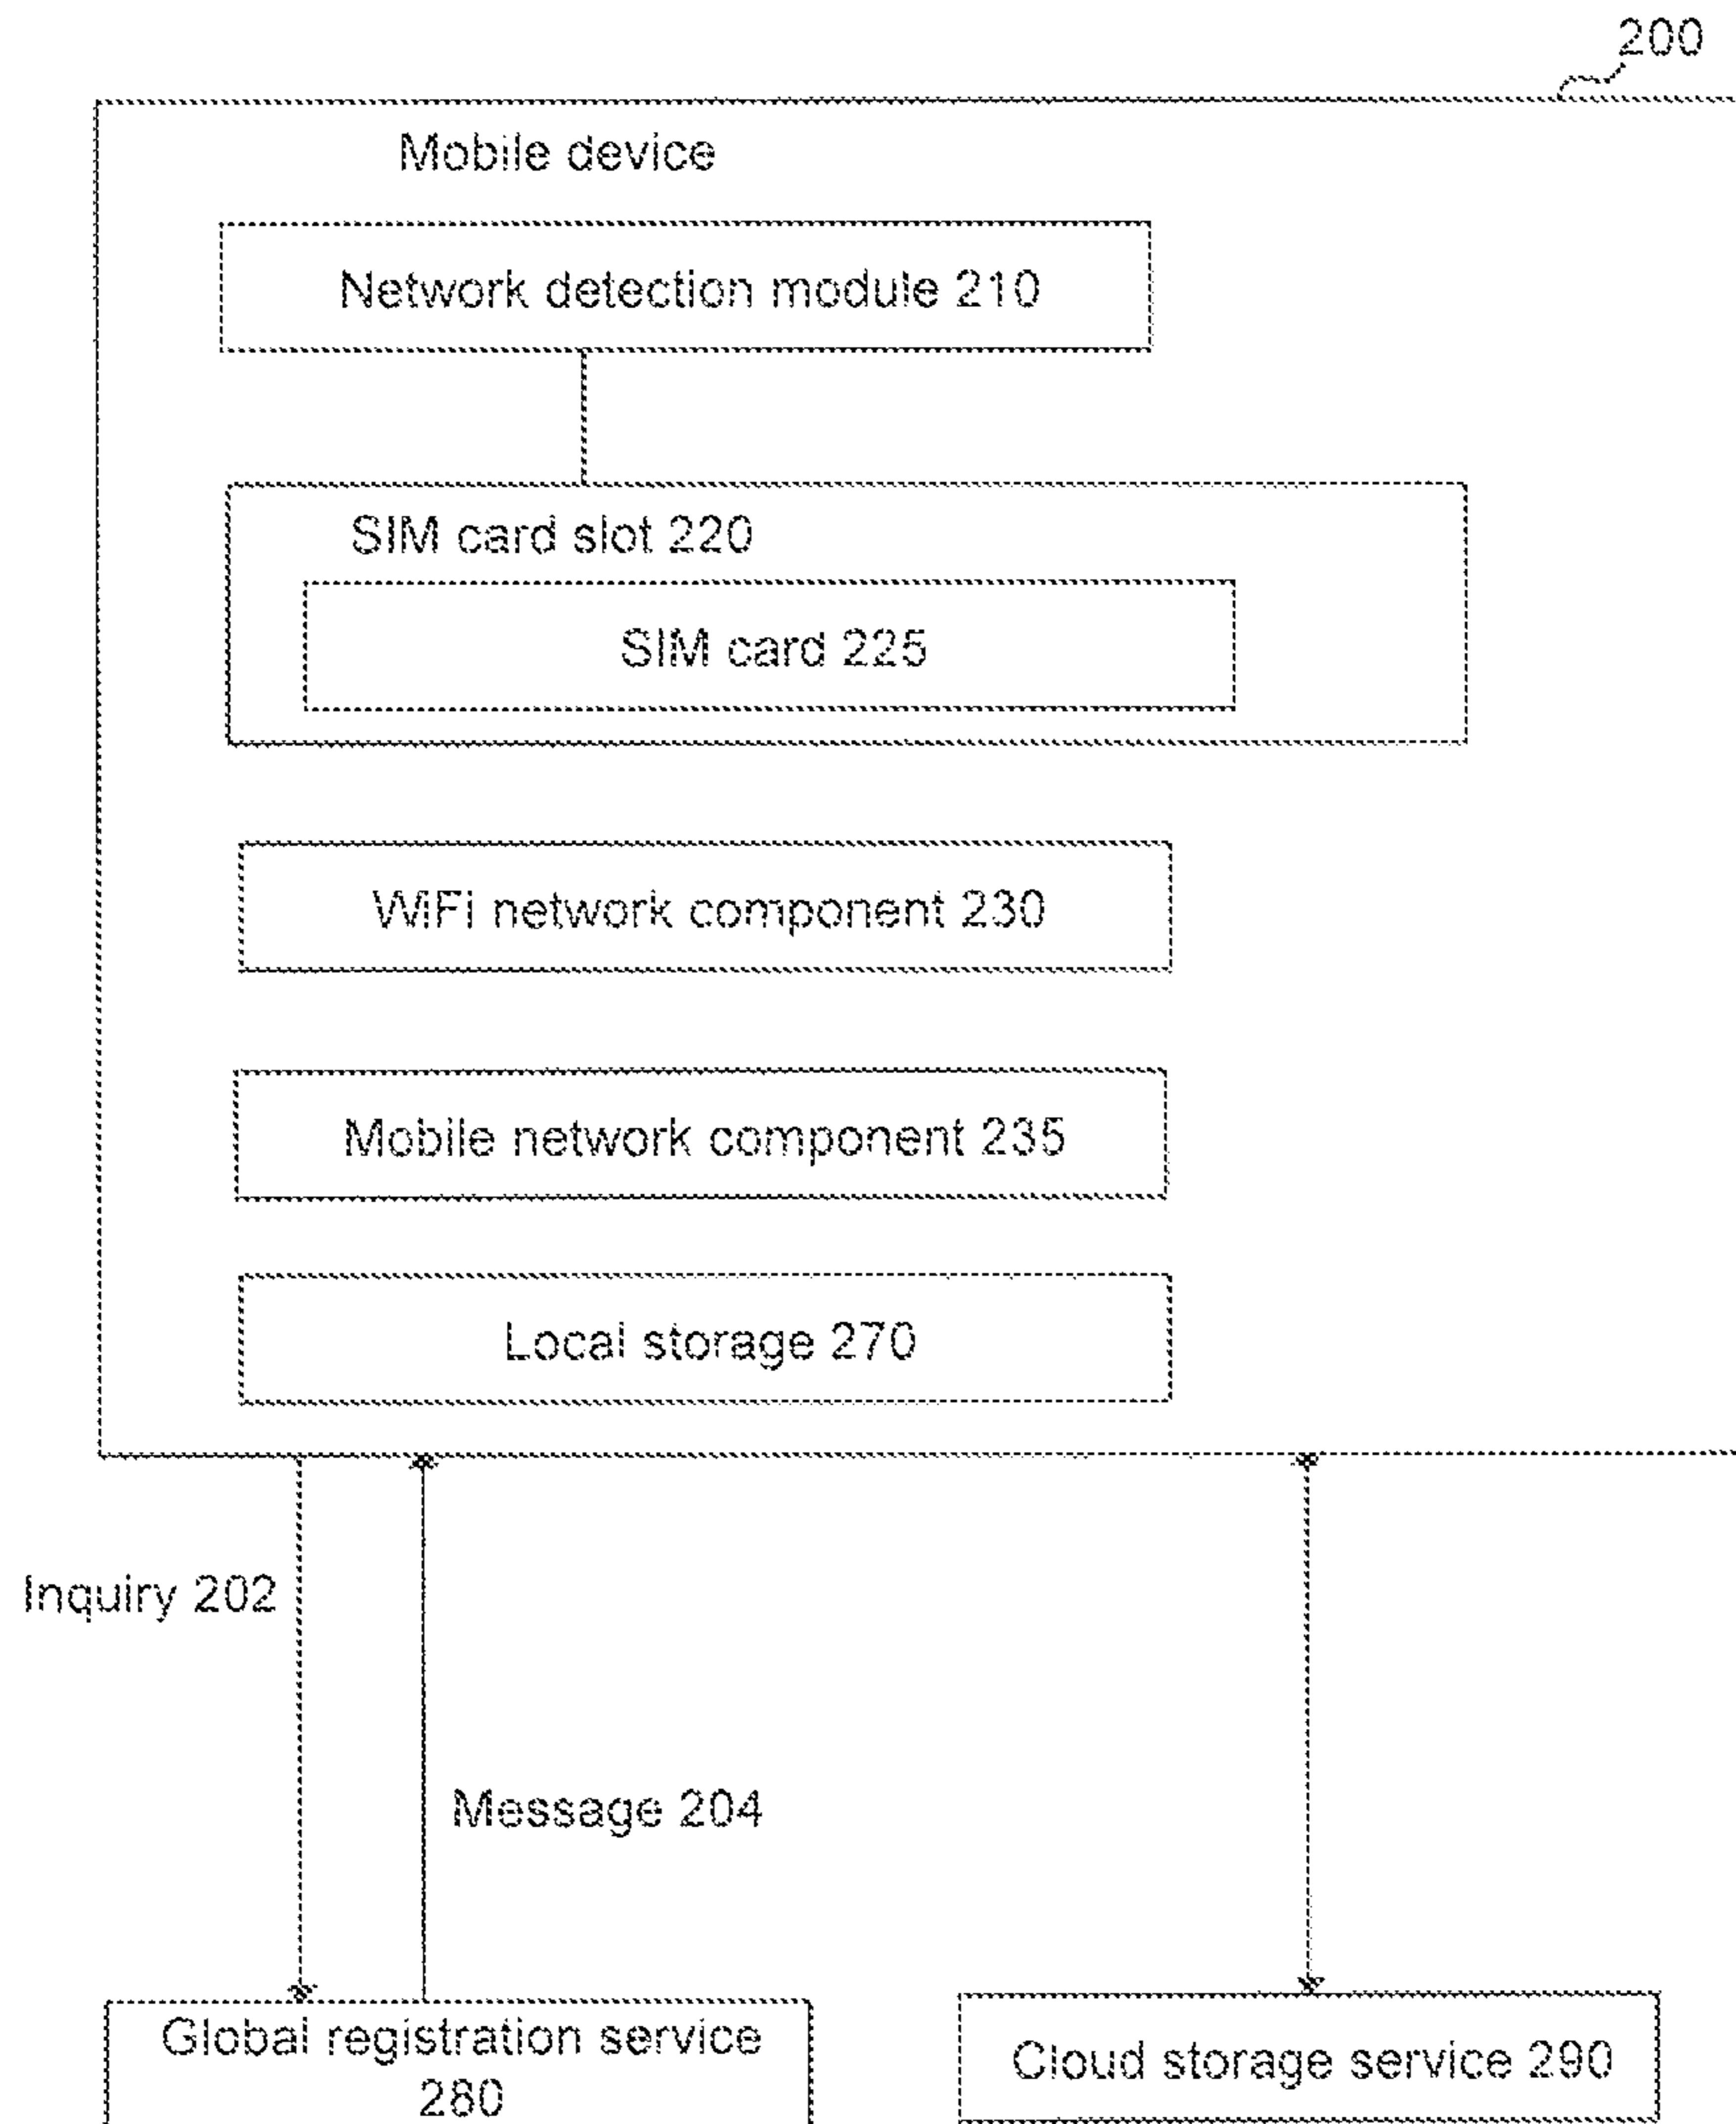 200
Mobile device
Network detection module 210
SIM card slot 220
SIM card 225
WiFi network component 230
Mobile network component 235
Local storage 270
Inquiry 202
Message 204
Global registration service
280
Cloud storage service 290